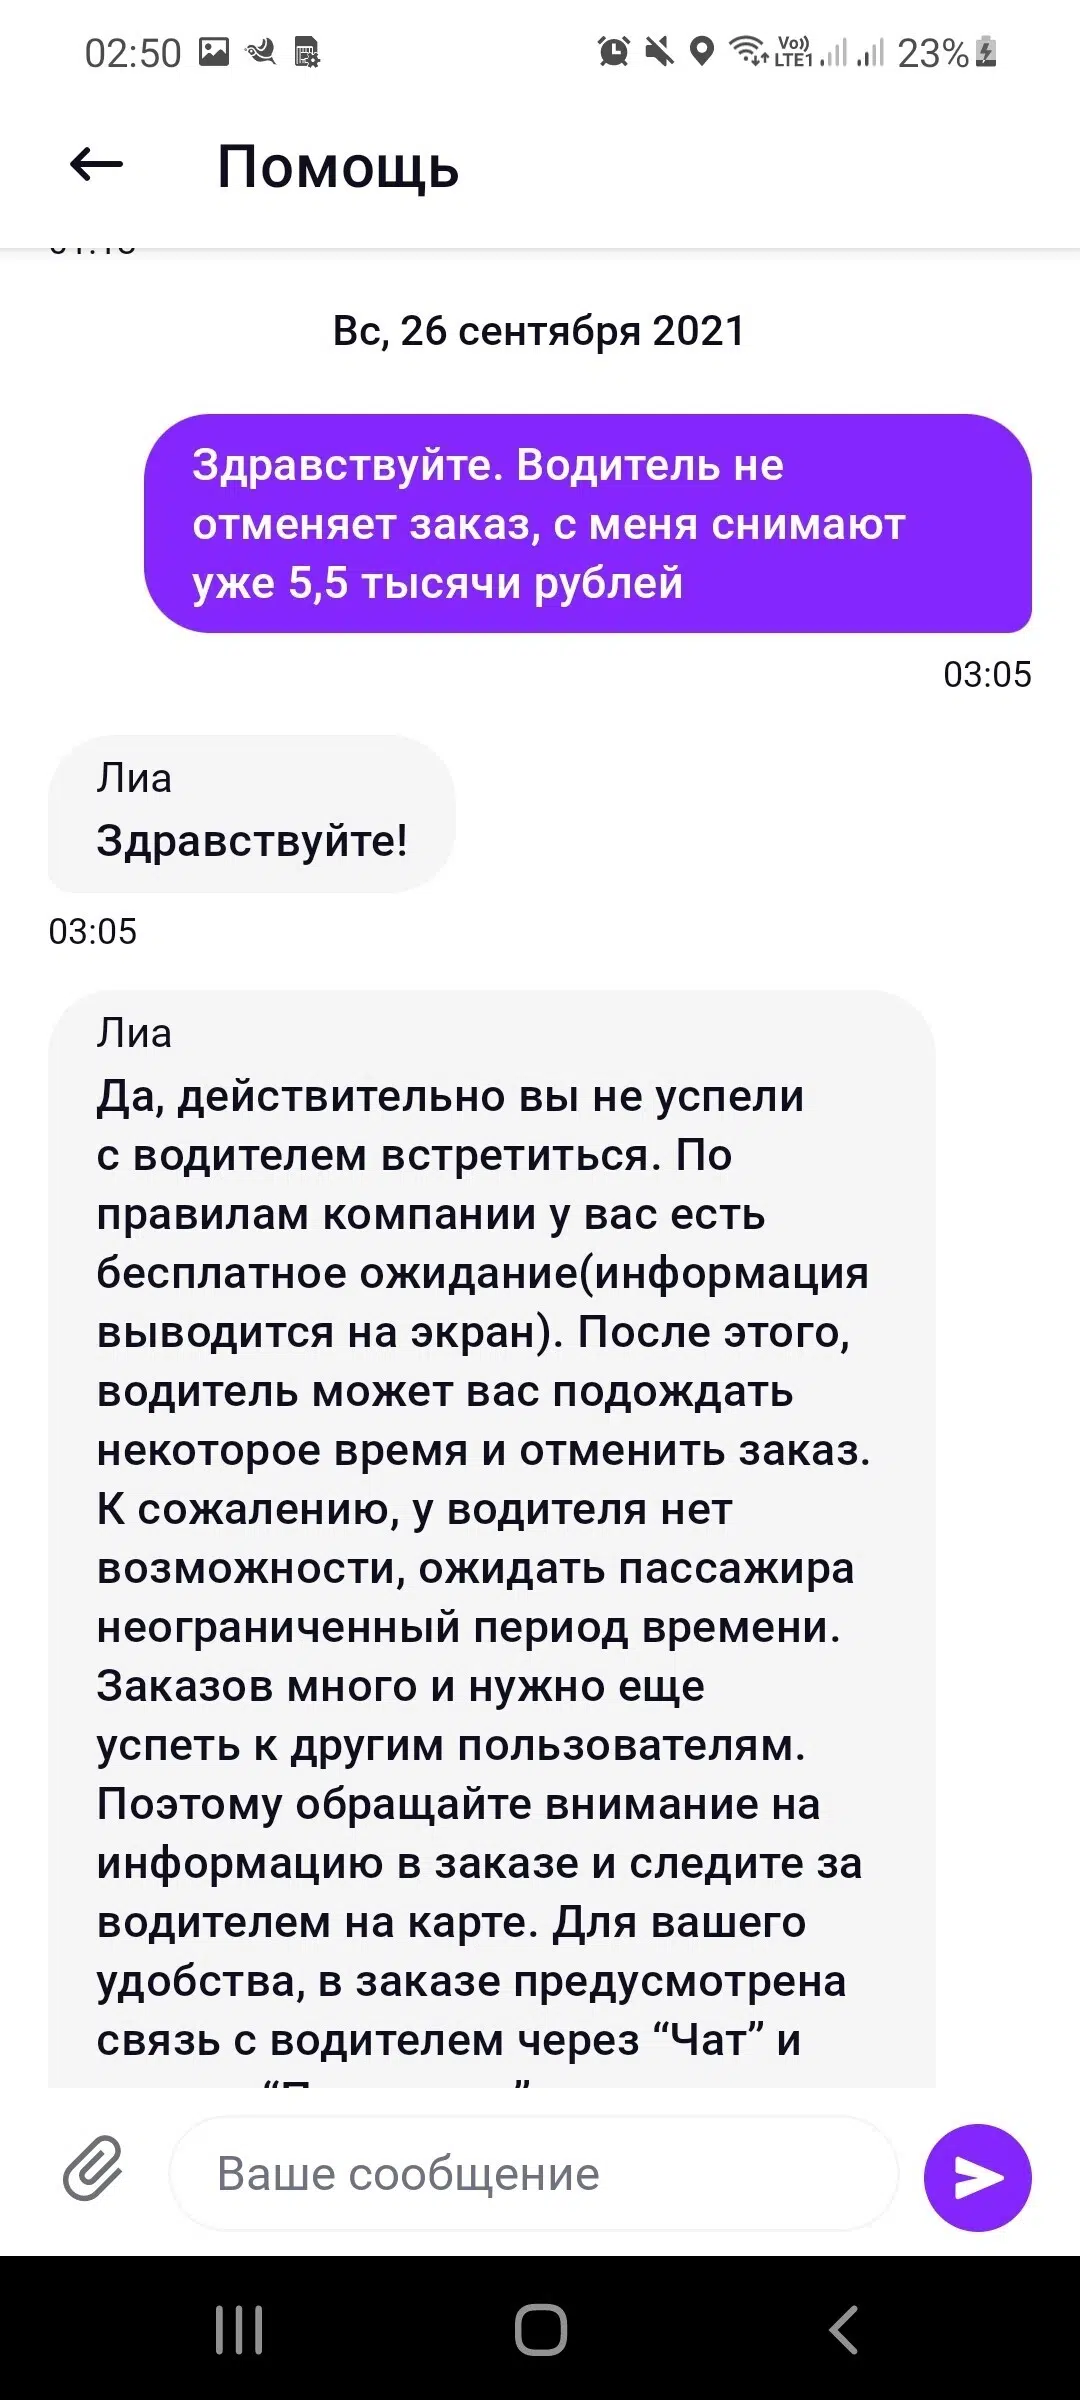 02:50
Vo))
LTE1
23%
Помощь
Вс, 26 сентября 2021
Здравствуйте. Водитель не
отменяет заказ, с меня снимают
уже 5,5 тысячи рублей
03:05
Лиа
Здравствуйте!
03:05
Лиа
Да, действительно вы не успели
с водителем встретиться. По
правилам компании у вас есть
бесплатное ожидание(информация
выводится на экран). После этого,
водитель может вас подождать
некоторое время и отменить заказ.
К сожалению, у водителя нет
возможности, ожидать пассажира
неограниченный период времени.
Заказов много и нужно еще
успеть к другим пользователям.
Поэтому обращайте внимание на
информацию в заказе и следите за
водителем на карте. Для вашего
удобства, в заказе предусмотрена
связь с водителем через “Чат” и
Ваше сообщение